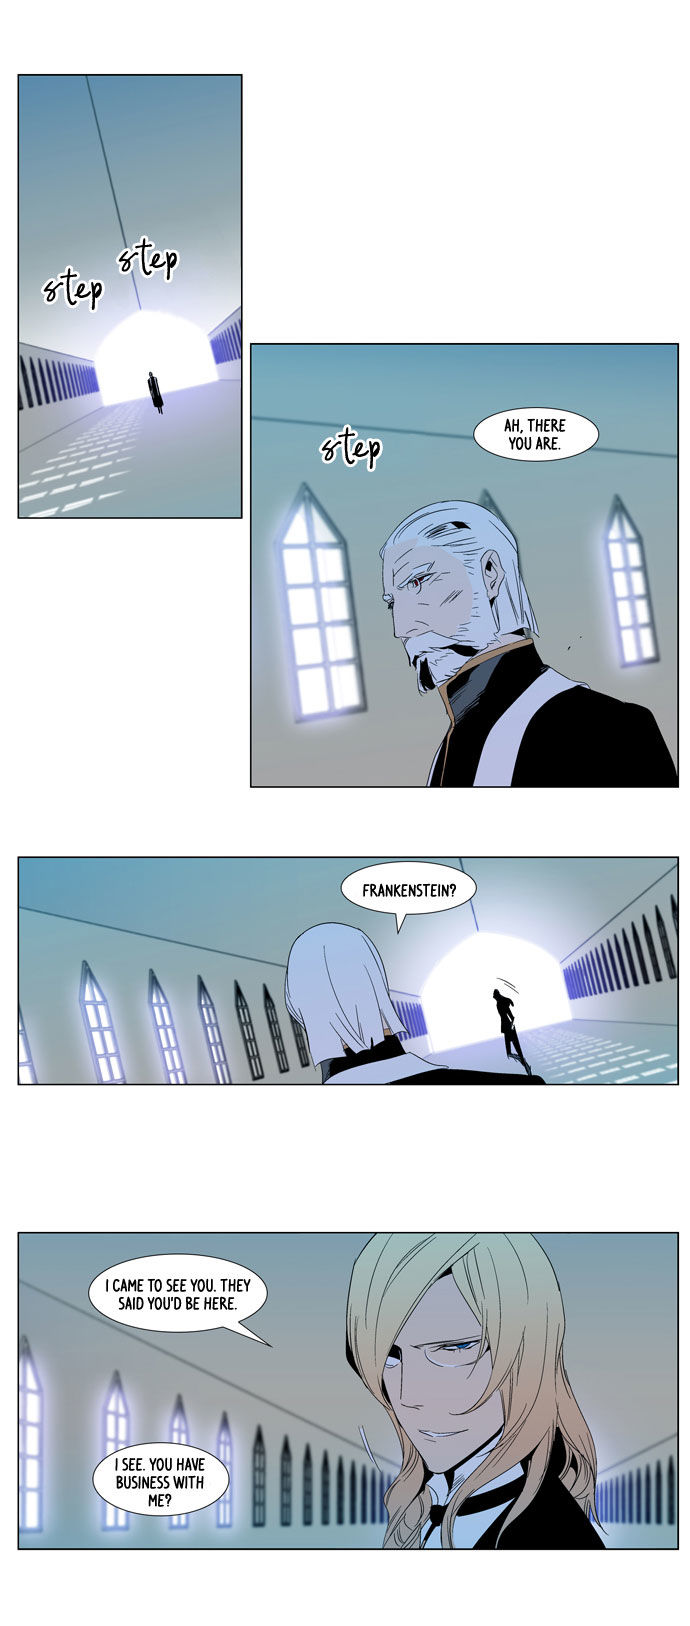 step
step
step
AH, THERE
YOU ARE.
FRANKENSTEIN?
I CAME TO SEE YOU. THEY
SAID YOU'D BE HERE.
I SEE. YOU HAVE
BUSINESS WITH
ME?